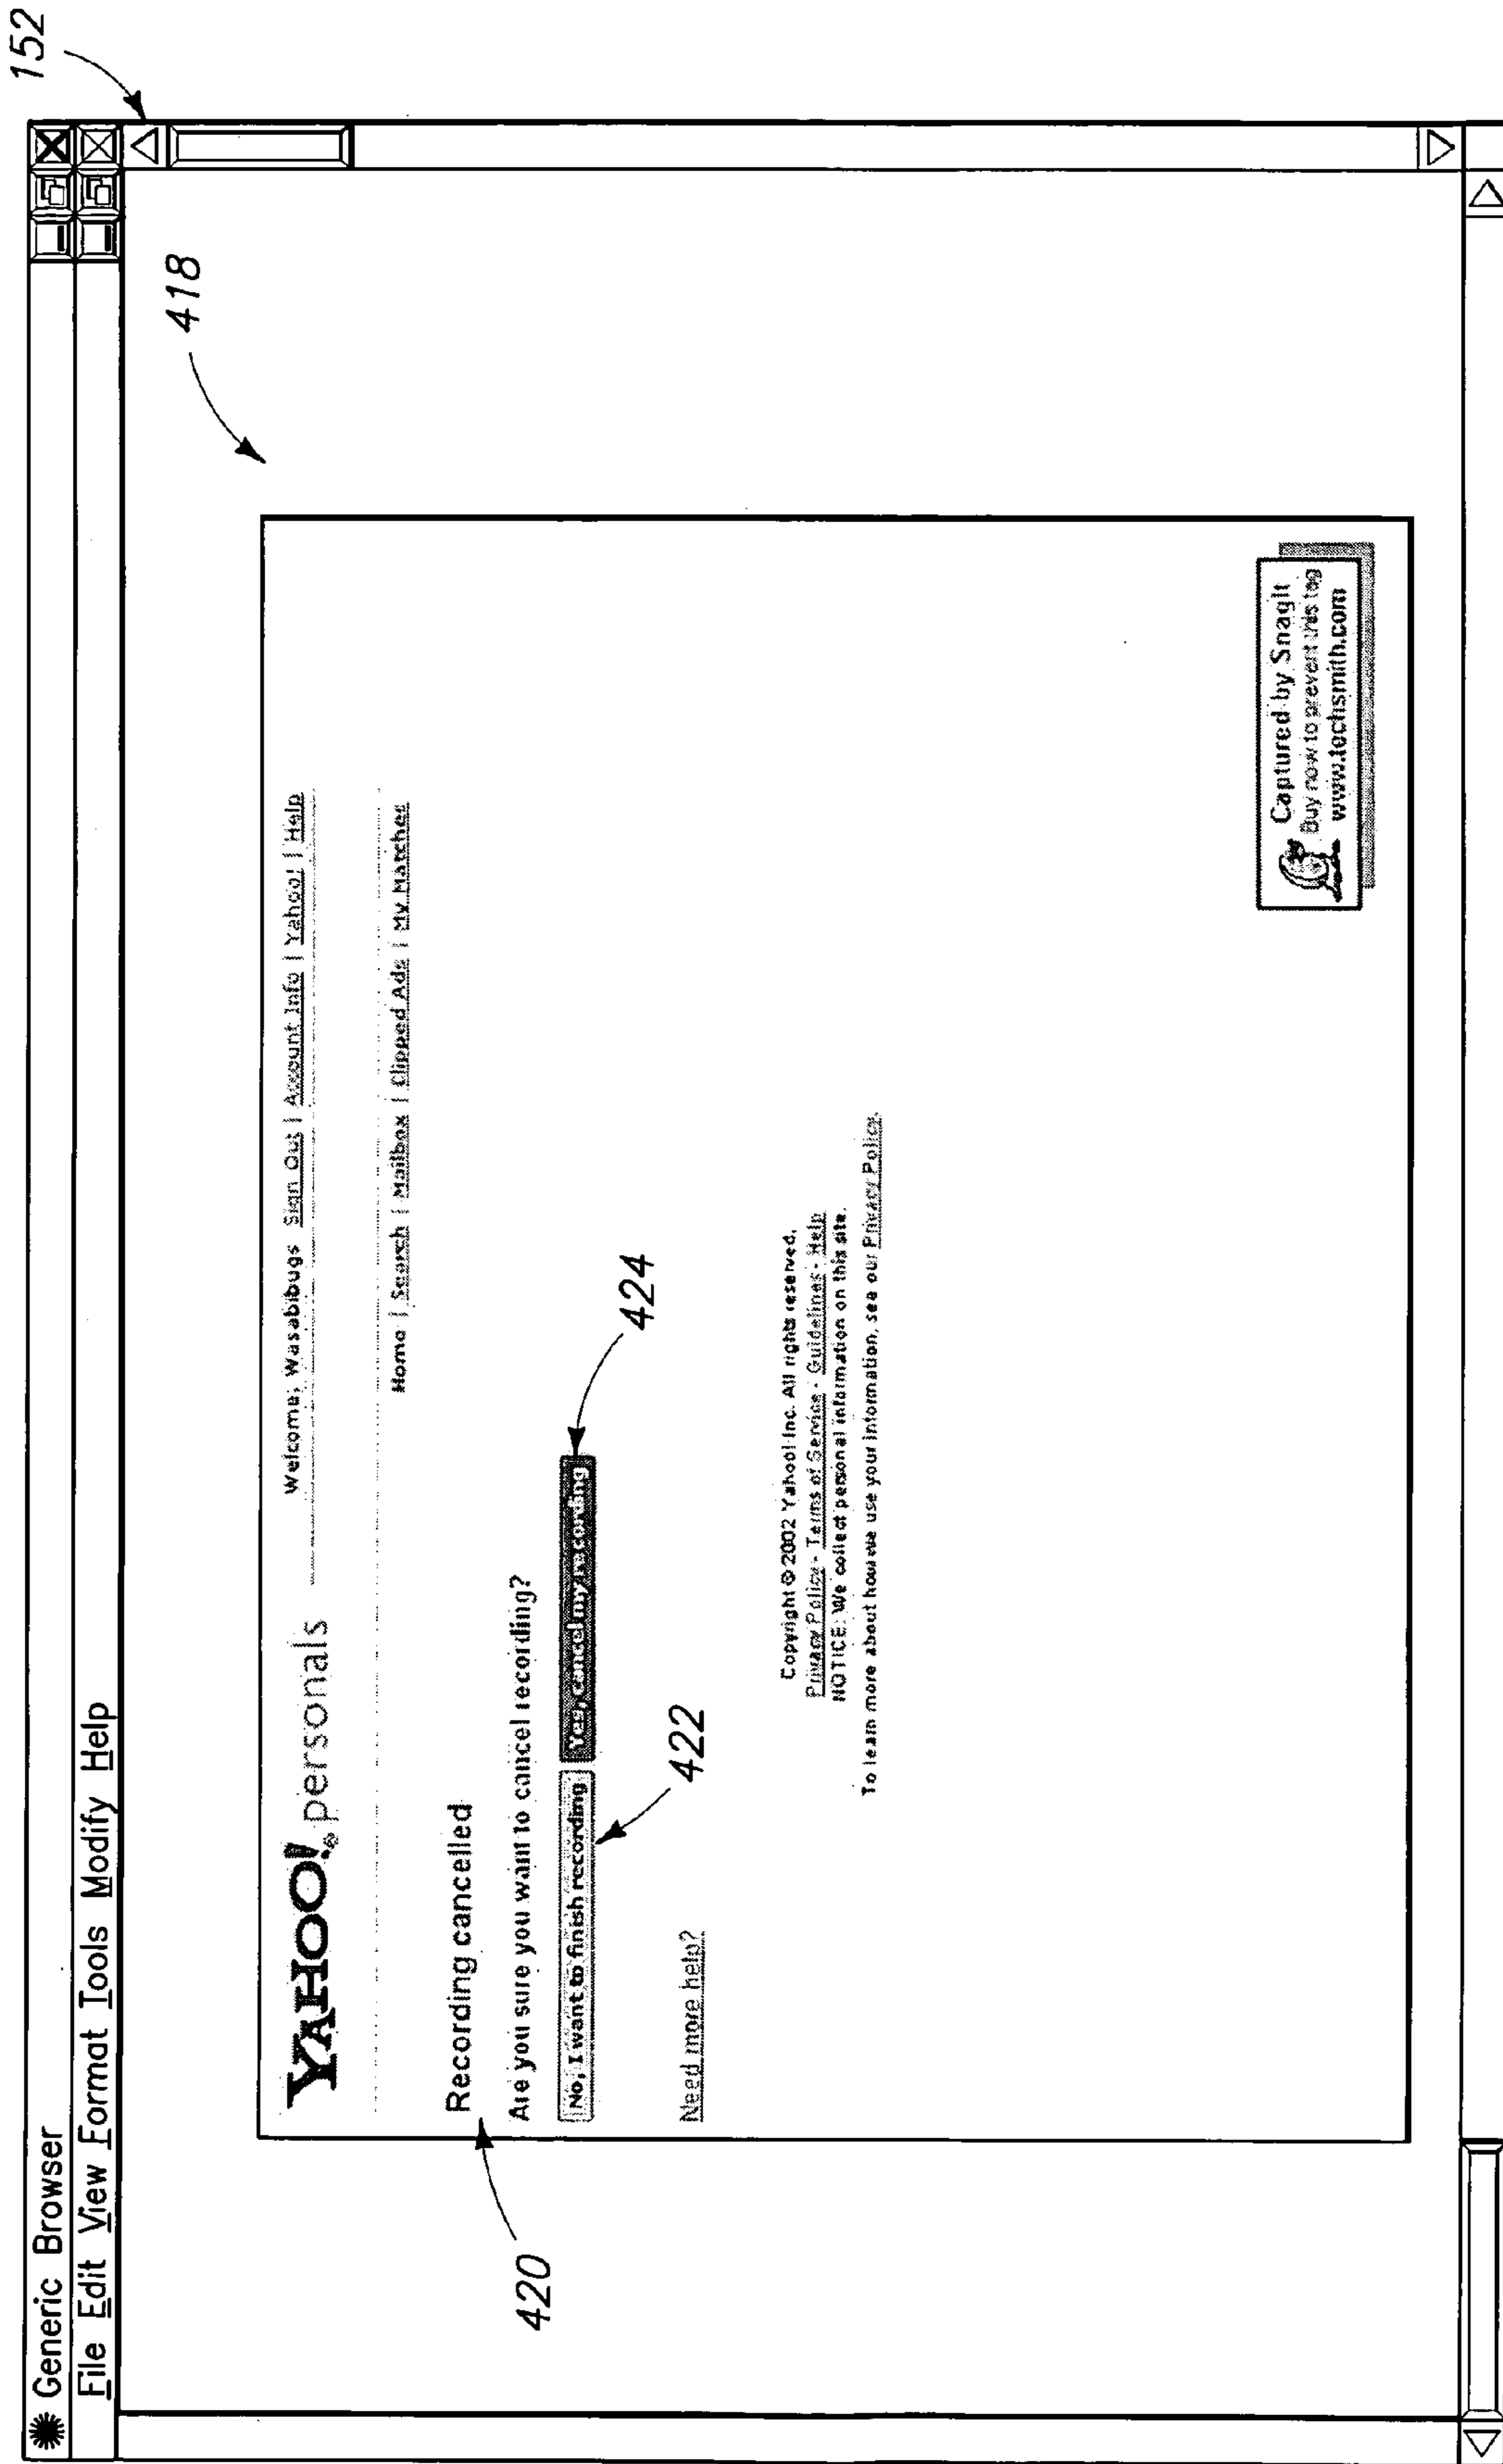 152
Generic Browser
File Edit View Format Tools Modify Help
418
YAHOO!® personals
Welcome, Wasabibugs Sign Out | Account Info | Yahoo! | Help
Home | Search | Mailbox | Clipped Ads | My Matches
420
Recording cancelled
Are you sure you want to cancel recording?
No, I want to finish recording Yes, Cancel my recording
424
422
Need more help?
Copyright © 2002 Yahoo! Inc. All rights reserved.
Privacy Policy - Terms of Service - Guidelines - Help
NOTICE: We collect personal information on this site.
To learn more about how we use your information, see our Privacy Policy.
Captured by SnagIt
Buy now to prevent this tag
www.techsmith.com